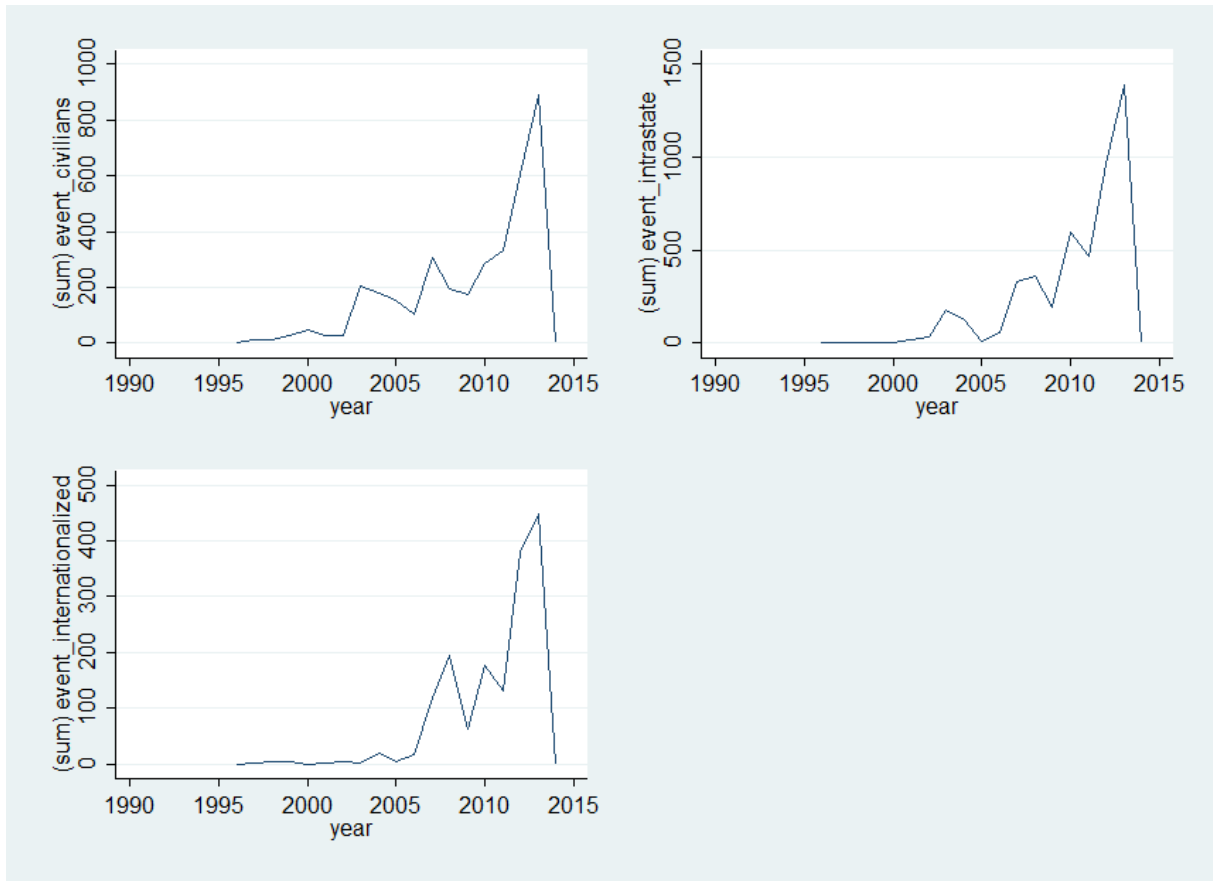 (sum) event_civilians
0 200 400 600 800 1000
1990 1995 2000 2005 2010 2015
year
(sum) event_intrastate
0 500 1000 1500
1990 1995 2000 2005 2010 2015
year
(sum) event_internationalized
0 100 200 300 400 500
1990 1995 2000 2005 2010 2015
year